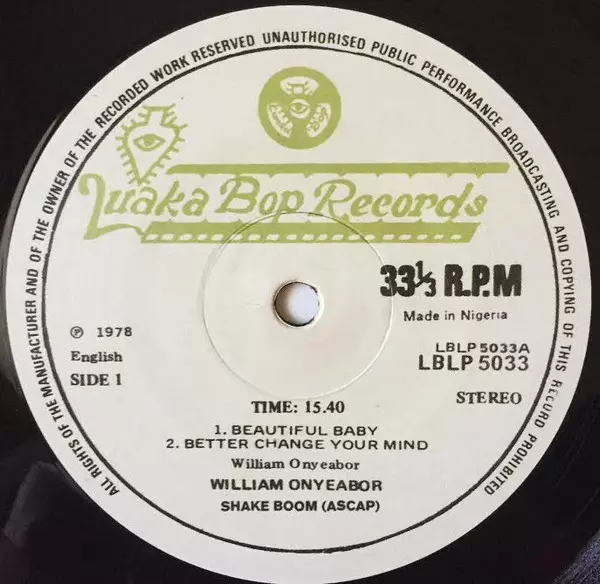 ALL RIGHTS OF THE MANUFACTURER AND OF THE OWNER OF THE RECORDED WORK RESERVED UNAUTHORISED PUBLIC PERFORMANCE BROADCASTING AND COPYING OF THIS RECORD PROHIBITED
Luaka Bop Records
33⅓ R.P.M
Made in Nigeria
℗ 1978
English
SIDE 1
LBLP 5033A
LBLP 5033
STEREO
TIME: 15.40
1. BEAUTIFUL BABY
2. BETTER CHANGE YOUR MIND
William Onyeabor
WILLIAM ONYEABOR
SHAKE BOOM (ASCAP)